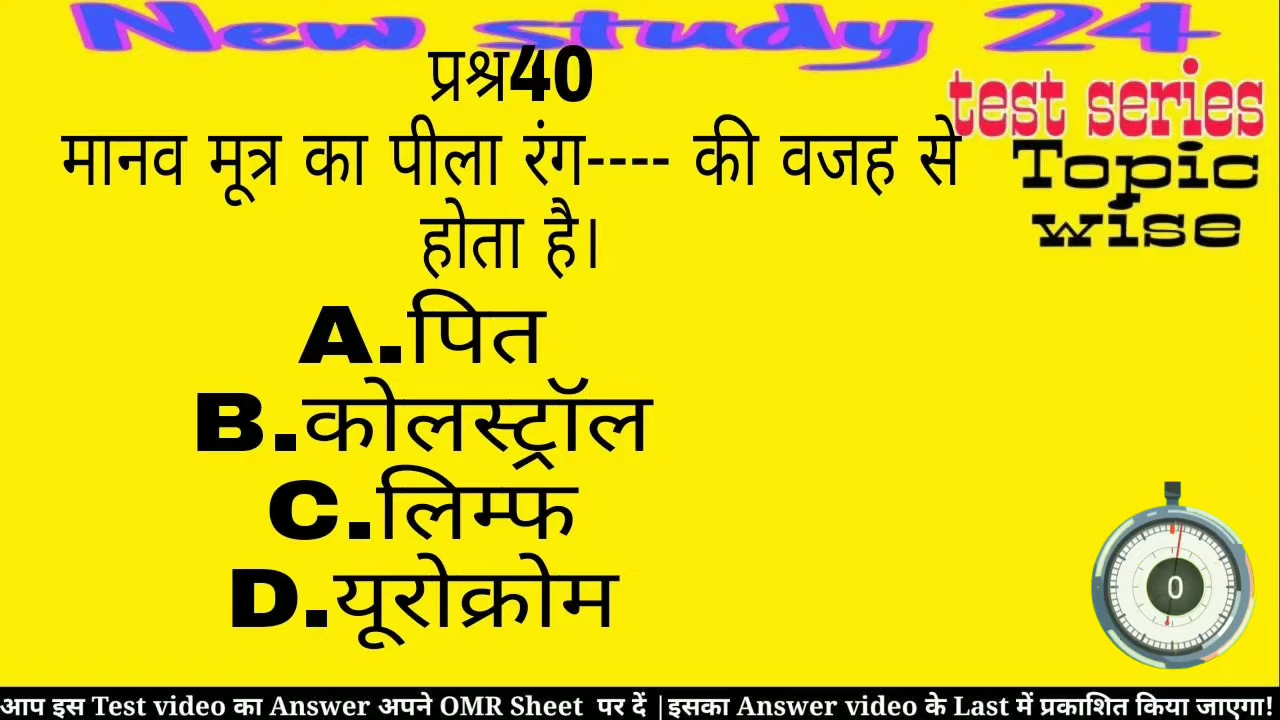 New study 24
test series
Topic
wise
प्रश्न40
मानव मूत्र का पीला रंग---- की वजह से
होता है।
A.पित
B.कोलस्ट्रॉल
C.लिम्फ
D.यूरोक्रोम
0
आप इस Test video का Answer अपने OMR Sheet पर दें |इसका Answer video के Last में प्रकाशित किया जाएगा!